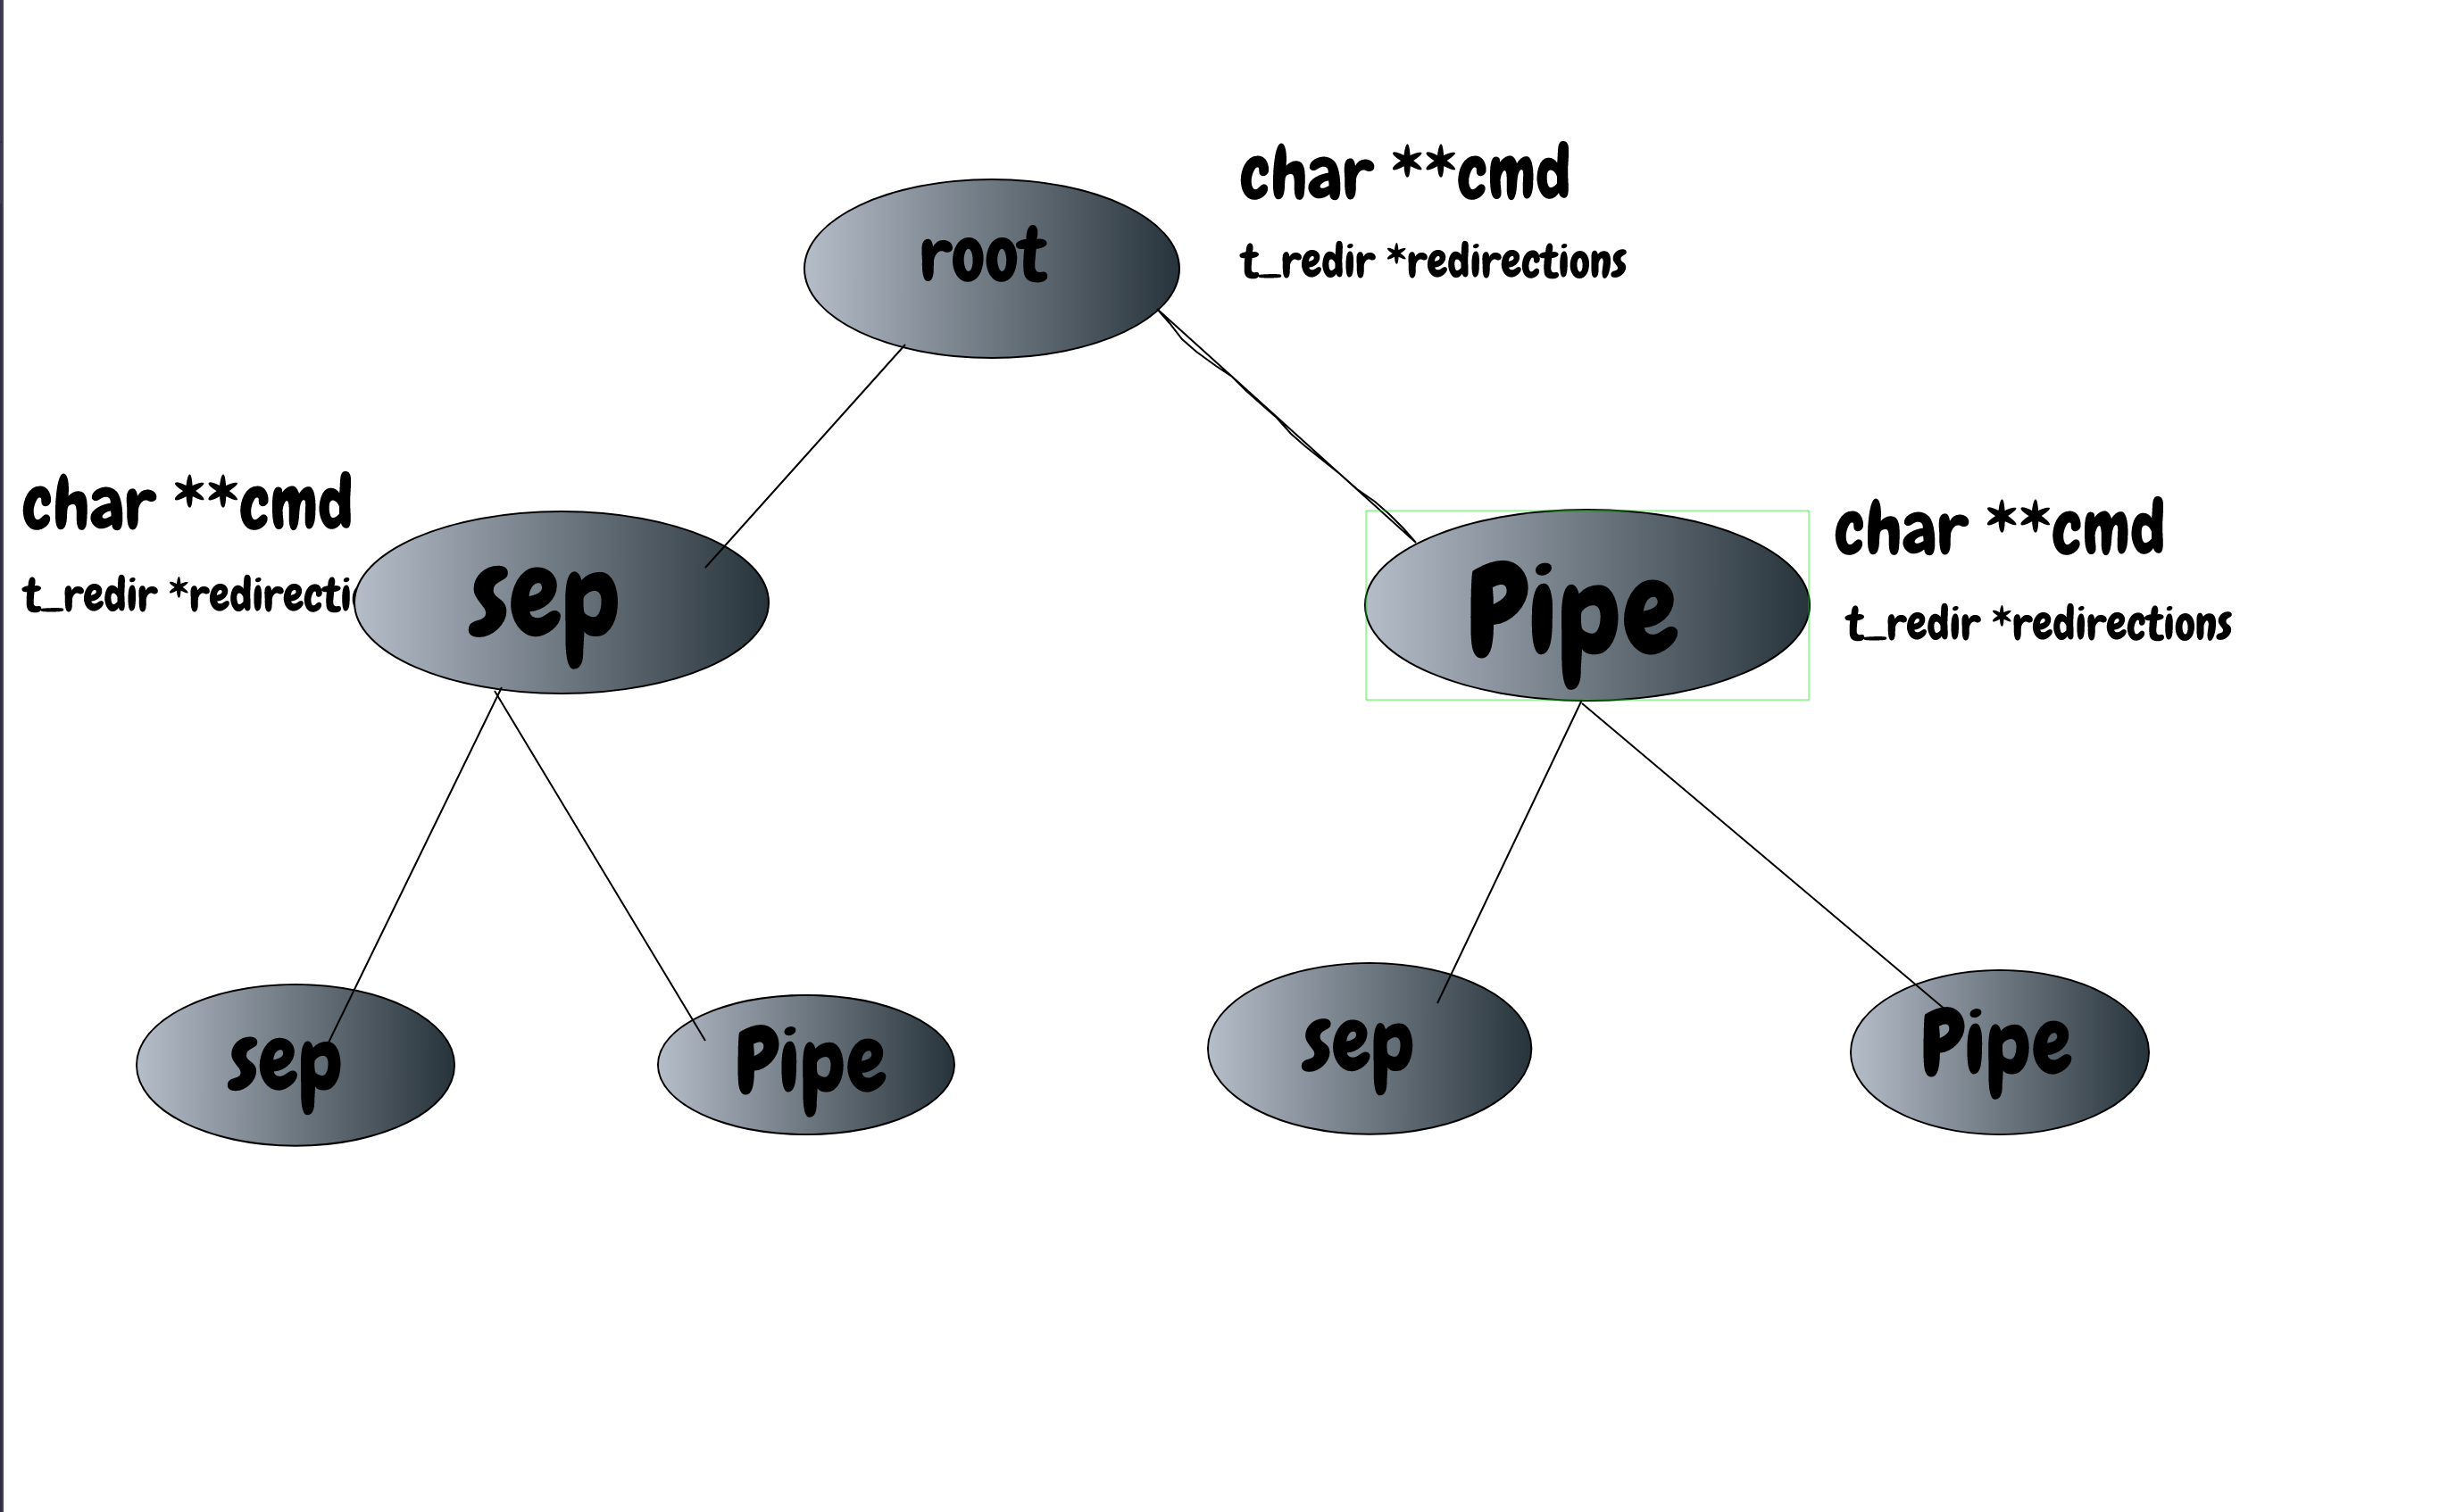 char **cmd
root
t_redir *redirections
char **cmd
t_redir *redirecti
sep
Pipe
char **cmd
t_redir *redirections
sep
Pipe
sep
Pipe